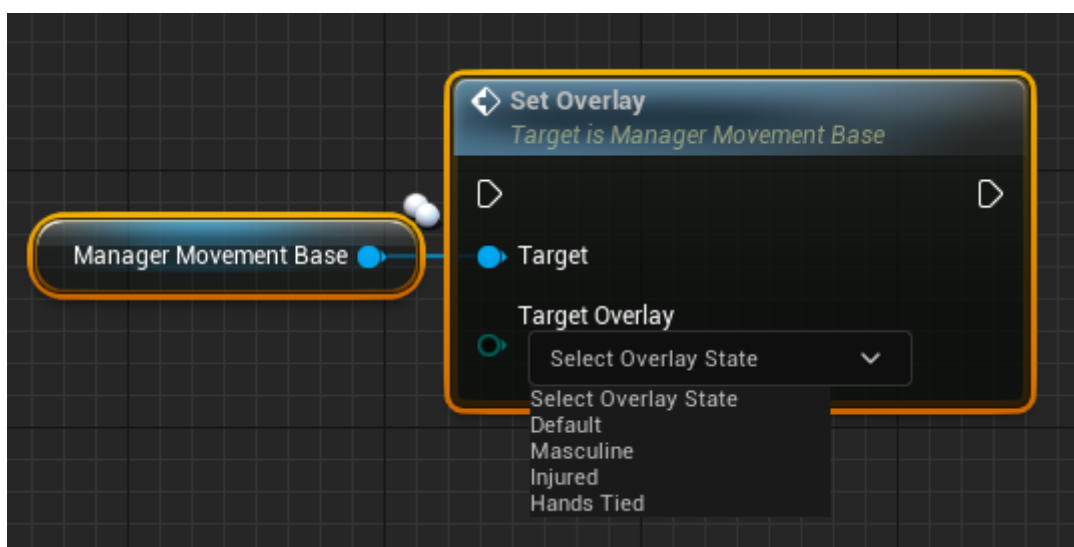 Set Overlay
Target is Manager Movement Base
Manager Movement Base
Target
Target Overlay
Select Overlay State
Select Overlay State
Default
Masculine
Injured
Hands Tied